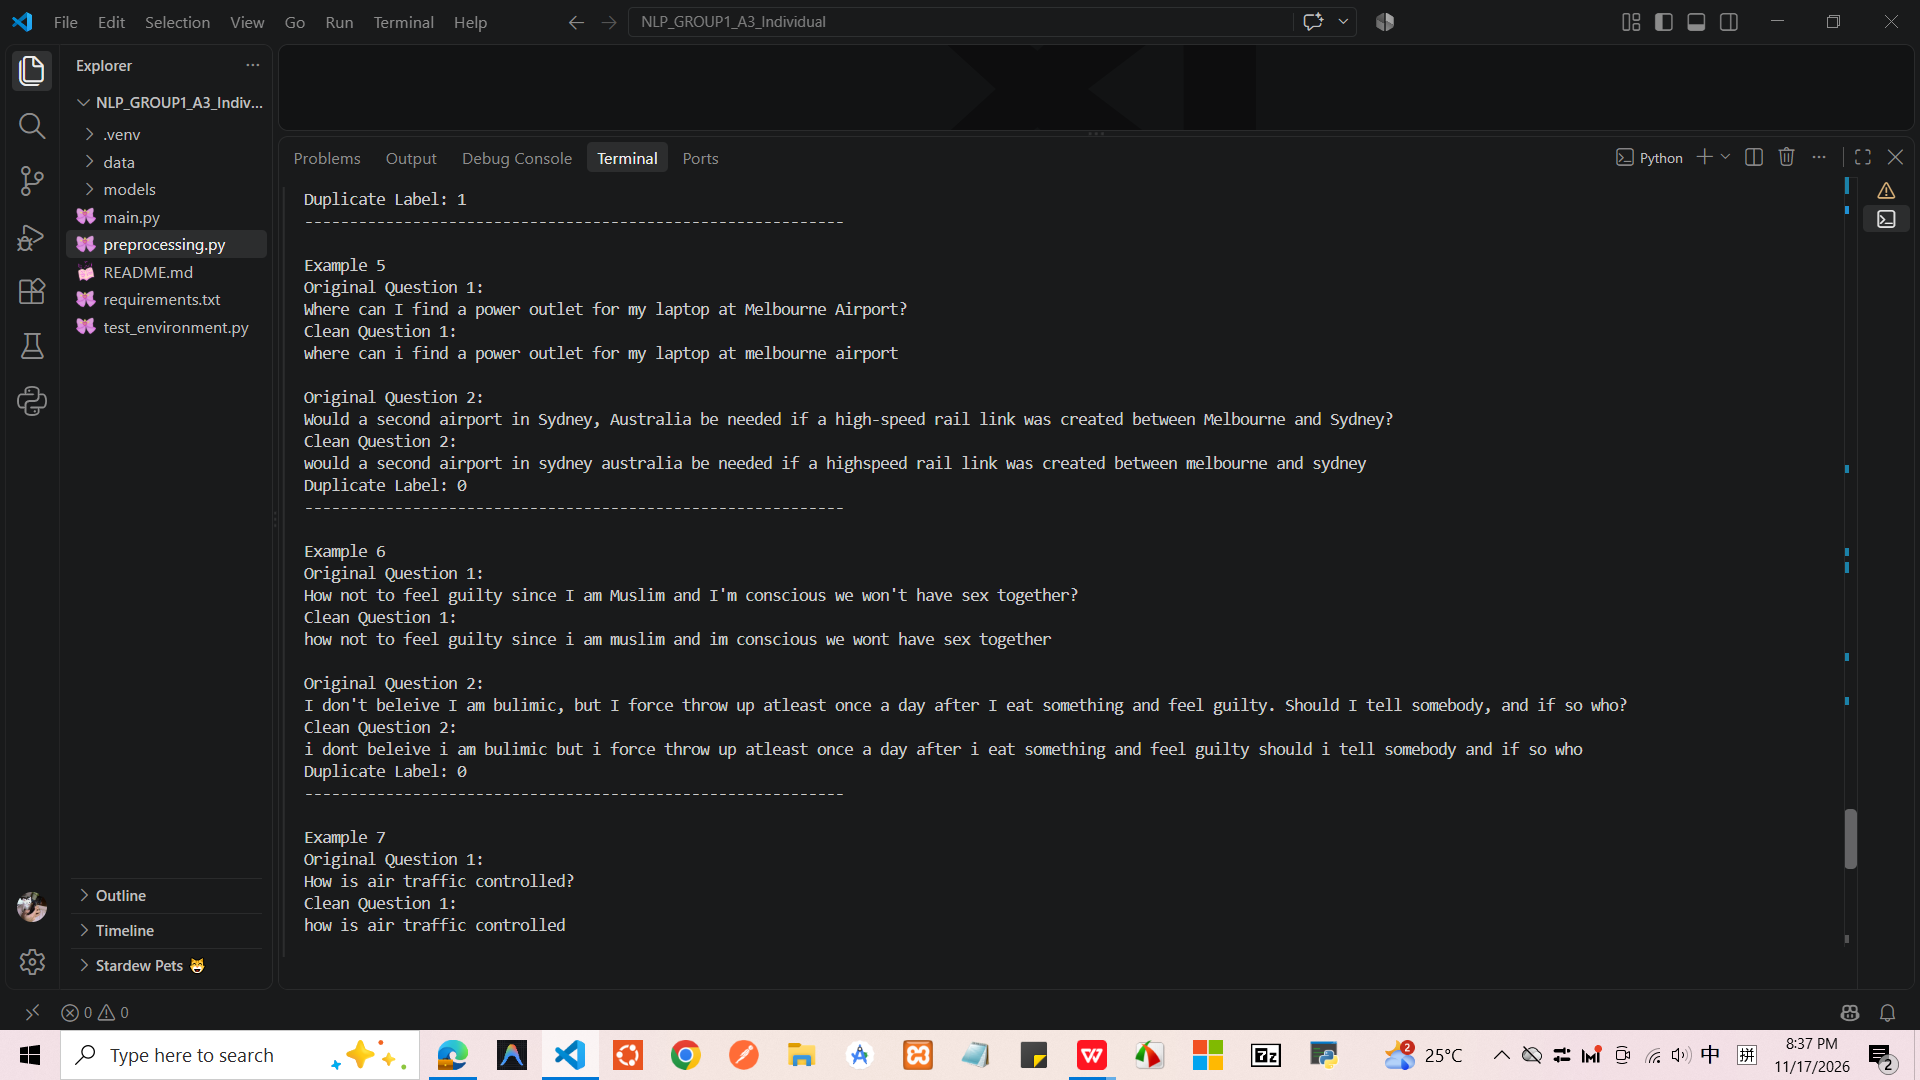 File Edit Selection View Go Run Terminal Help
NLP_GROUP1_A3_Individual
Explorer
NLP_GROUP1_A3_Indiv...
.venv
data
models
main.py
preprocessing.py
README.md
requirements.txt
test_environment.py
Outline
Timeline
Stardew Pets
Problems Output Debug Console Terminal Ports
Python
Duplicate Label: 1
------------------------------------------------------------
Example 5
Original Question 1:
Where can I find a power outlet for my laptop at Melbourne Airport?
Clean Question 1:
where can i find a power outlet for my laptop at melbourne airport
Original Question 2:
Would a second airport in Sydney, Australia be needed if a high-speed rail link was created between Melbourne and Sydney?
Clean Question 2:
would a second airport in sydney australia be needed if a highspeed rail link was created between melbourne and sydney
Duplicate Label: 0
------------------------------------------------------------
Example 6
Original Question 1:
How not to feel guilty since I am Muslim and I'm conscious we won't have sex together?
Clean Question 1:
how not to feel guilty since i am muslim and im conscious we wont have sex together
Original Question 2:
I don't beleive I am bulimic, but I force throw up atleast once a day after I eat something and feel guilty. Should I tell somebody, and if so who?
Clean Question 2:
i dont beleive i am bulimic but i force throw up atleast once a day after i eat something and feel guilty should i tell somebody and if so who
Duplicate Label: 0
------------------------------------------------------------
Example 7
Original Question 1:
How is air traffic controlled?
Clean Question 1:
how is air traffic controlled
0 0
Type here to search
2
25°C
中
拼
8:37 PM
11/17/2026
2